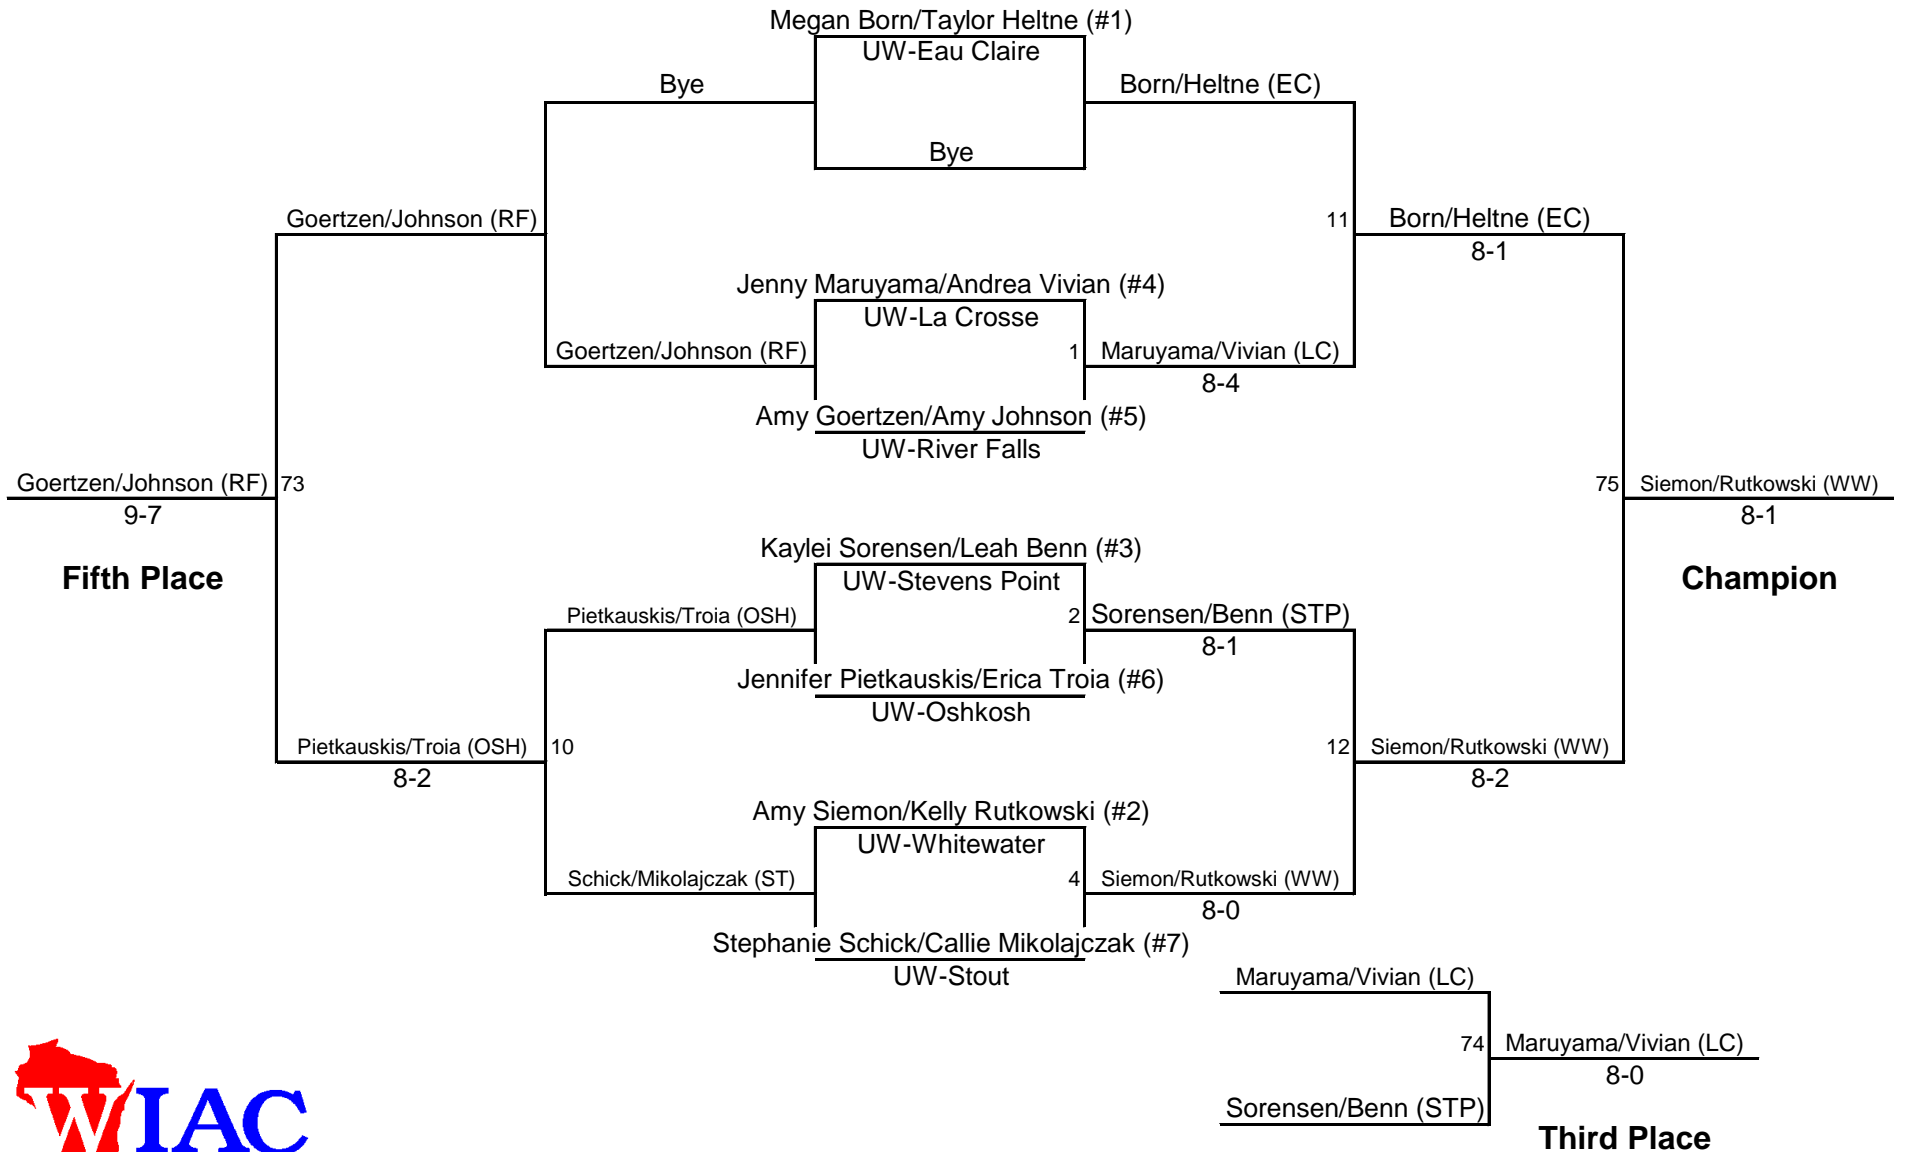 Megan Born/Taylor Heltne (#1)
UW-Eau Claire
Bye
Born/Heltne (EC)
Bye
Goertzen/Johnson (RF)
11
Born/Heltne (EC)
8-1
Jenny Maruyama/Andrea Vivian (#4)
UW-La Crosse
Goertzen/Johnson (RF)
1
Maruyama/Vivian (LC)
8-4
Amy Goertzen/Amy Johnson (#5)
UW-River Falls
Goertzen/Johnson (RF)
73
9-7
Fifth Place
75
Siemon/Rutkowski (WW)
8-1
Champion
Kaylei Sorensen/Leah Benn (#3)
UW-Stevens Point
Pietkauskis/Troia (OSH)
2
Sorensen/Benn (STP)
8-1
Jennifer Pietkauskis/Erica Troia (#6)
UW-Oshkosh
Pietkauskis/Troia (OSH)
10
8-2
12
Siemon/Rutkowski (WW)
8-2
Amy Siemon/Kelly Rutkowski (#2)
UW-Whitewater
Schick/Mikolajczak (ST)
4
Siemon/Rutkowski (WW)
8-0
Stephanie Schick/Callie Mikolajczak (#7)
UW-Stout
Maruyama/Vivian (LC)
74
Maruyama/Vivian (LC)
8-0
Sorensen/Benn (STP)
Third Place
WIAC